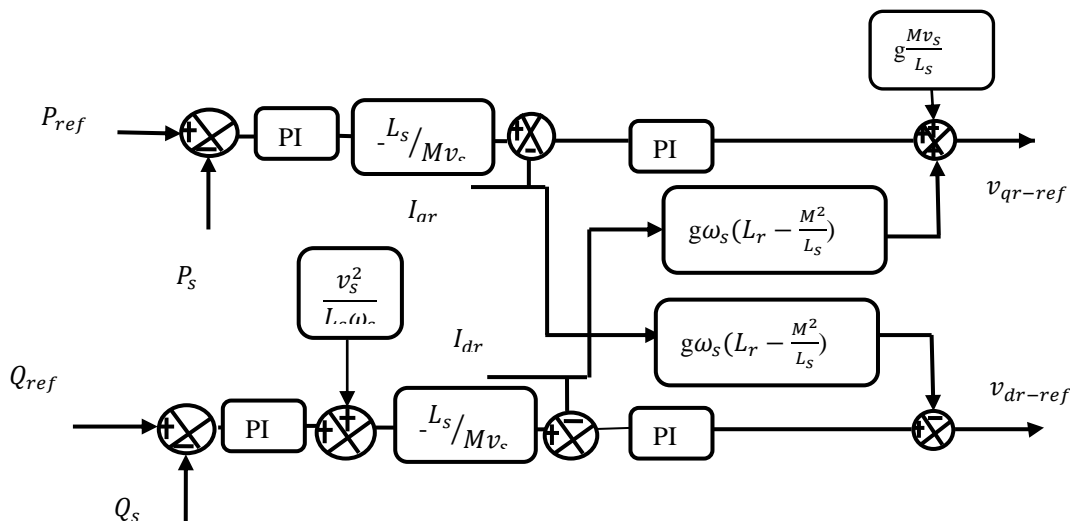 g Mv_s / L_s
P_ref
+
−
PI
-L_s/Mv_s
+
-
PI
+
+
+
v_qr−ref
I_qr
gω_s(L_r − M²/L_s)
P_s
v_s² / L_sω_s
gω_s(L_r − M²/L_s)
I_dr
Q_ref
+
−
PI
+
+
-L_s/Mv_s
+
−
PI
+
−
v_dr−ref
Q_s